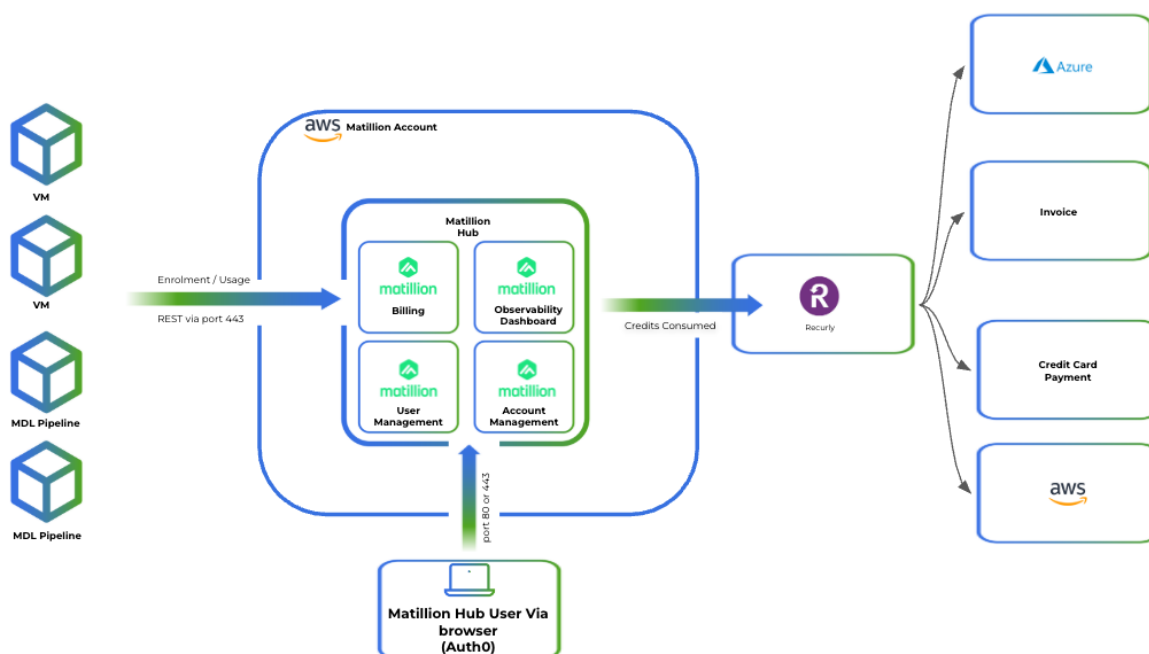 VM
VM
MDL Pipeline
MDL Pipeline
Enrolment / Usage
REST via port 443
aws Matillion Account
Matillion
Hub
matillion
Billing
matillion
Observability
Dashboard
matillion
User
Management
matillion
Account
Management
port 80 or 443
Matillion Hub User Via
browser
(Auth0)
Credits Consumed
R
Recurly
Azure
Invoice
Credit Card
Payment
aws